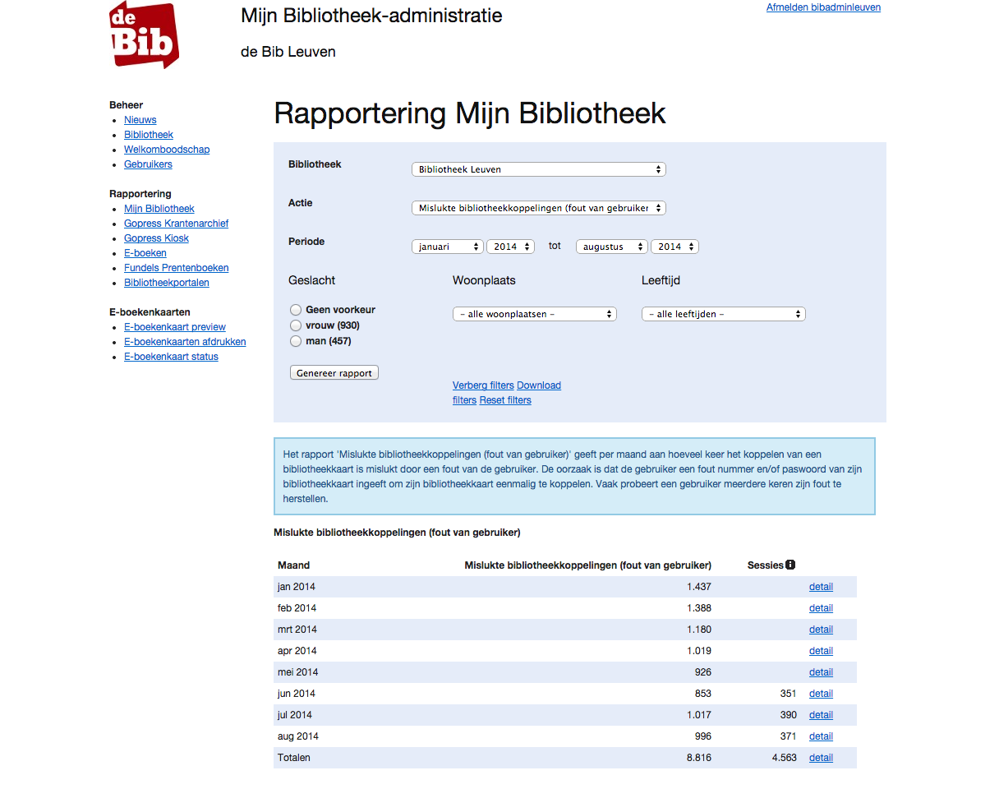 de
Bib
Mijn Bibliotheek-administratie
de Bib Leuven
Afmelden bibadminleuven
Beheer
Nieuws
Bibliotheek
Welkomboodschap
Gebruikers
Rapportering
Mijn Bibliotheek
Gopress Krantenarchief
Gopress Kiosk
E-boeken
Fundels Prentenboeken
Bibliotheekportalen
E-boekenkaarten
E-boekenkaart preview
E-boekenkaarten afdrukken
E-boekenkaart status
Rapportering Mijn Bibliotheek
Bibliotheek Bibliotheek Leuven
Actie Mislukte bibliotheekkoppelingen (fout van gebruiker
Periode januari 2014 tot augustus 2014
Geslacht Woonplaats Leeftijd
Geen voorkeur – alle woonplaatsen – – alle leeftijden –
vrouw (930)
man (457)
Genereer rapport
Verberg filters Download
filters Reset filters
Het rapport 'Mislukte bibliotheekkoppelingen (fout van gebruiker)' geeft per maand aan hoeveel keer het koppelen van een
bibliotheekkaart is mislukt door een fout van de gebruiker. De oorzaak is dat de gebruiker een fout nummer en/of paswoord van zijn
bibliotheekkaart ingeeft om zijn bibliotheekkaart eenmalig te koppelen. Vaak probeert een gebruiker meerdere keren zijn fout te
herstellen.
Mislukte bibliotheekkoppelingen (fout van gebruiker)
Maand Mislukte bibliotheekkoppelingen (fout van gebruiker) Sessies i
jan 2014 1.437 detail
feb 2014 1.388 detail
mrt 2014 1.180 detail
apr 2014 1.019 detail
mei 2014 926 detail
jun 2014 853 351 detail
jul 2014 1.017 390 detail
aug 2014 996 371 detail
Totalen 8.816 4.563 detail